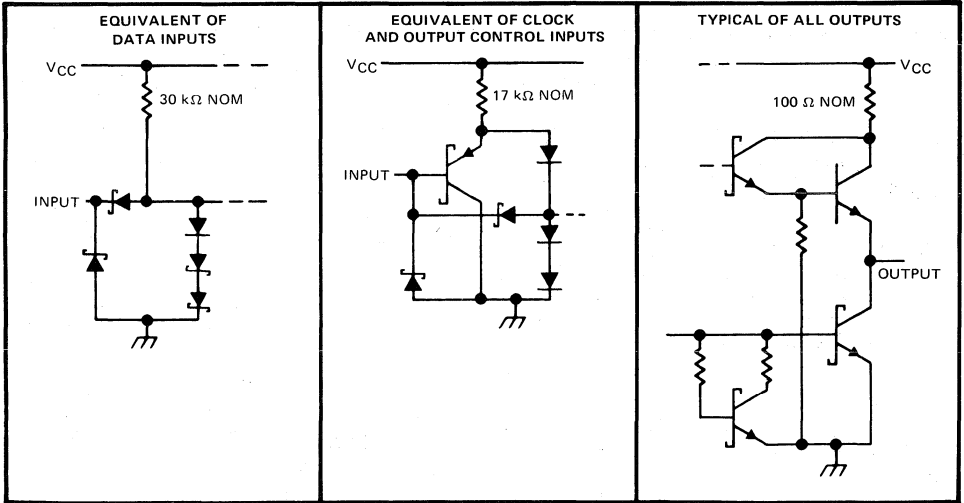 EQUIVALENT OF
DATA INPUTS
VCC
30 kΩ NOM
INPUT
EQUIVALENT OF CLOCK
AND OUTPUT CONTROL INPUTS
VCC
17 kΩ NOM
INPUT
TYPICAL OF ALL OUTPUTS
VCC
100 Ω NOM
OUTPUT